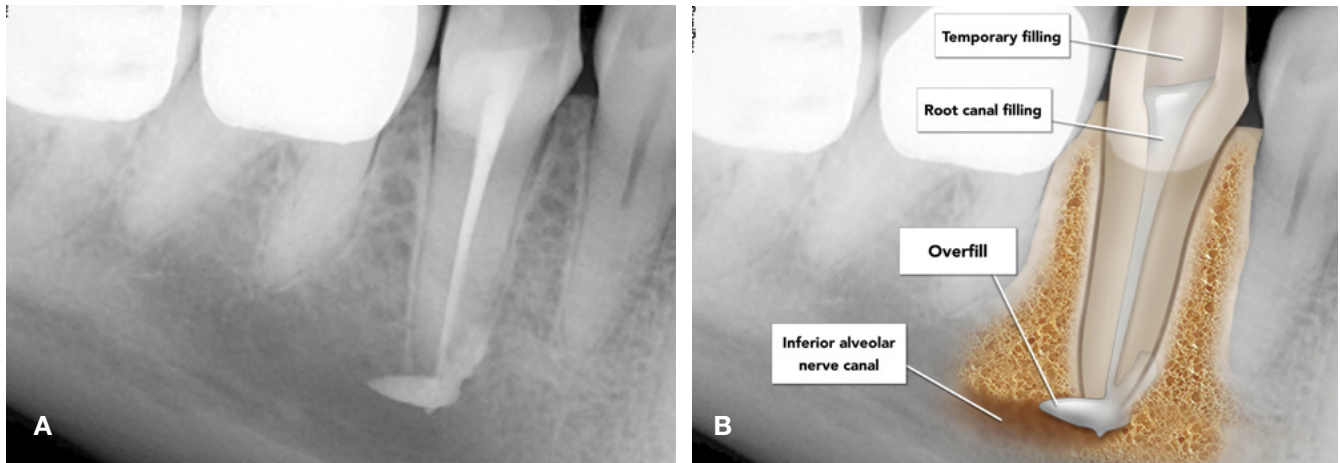 Temporary filling
Root canal filling
Overfill
Inferior alveolar
nerve canal
A
B